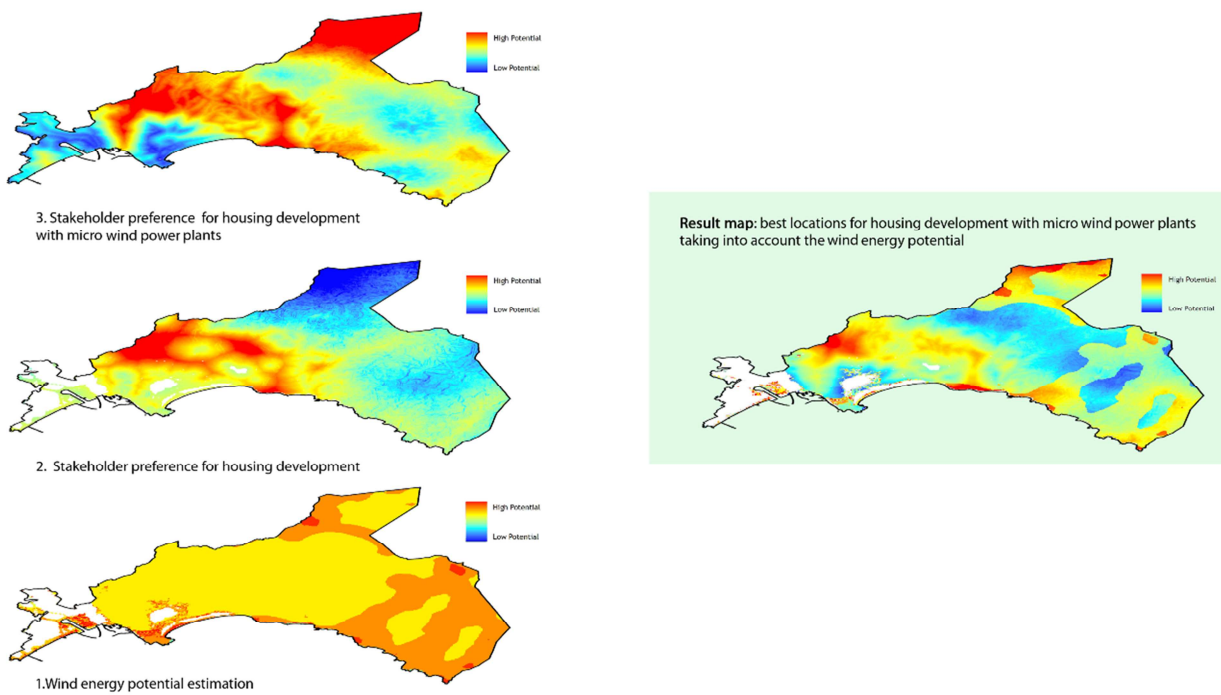 High Potential
Low Potential
3. Stakeholder preference for housing development
with micro wind power plants
High Potential
Low Potential
2. Stakeholder preference for housing development
High Potential
Low Potential
1.Wind energy potential estimation
Result map: best locations for housing development with micro wind power plants
taking into account the wind energy potential
High Potential
Low Potential